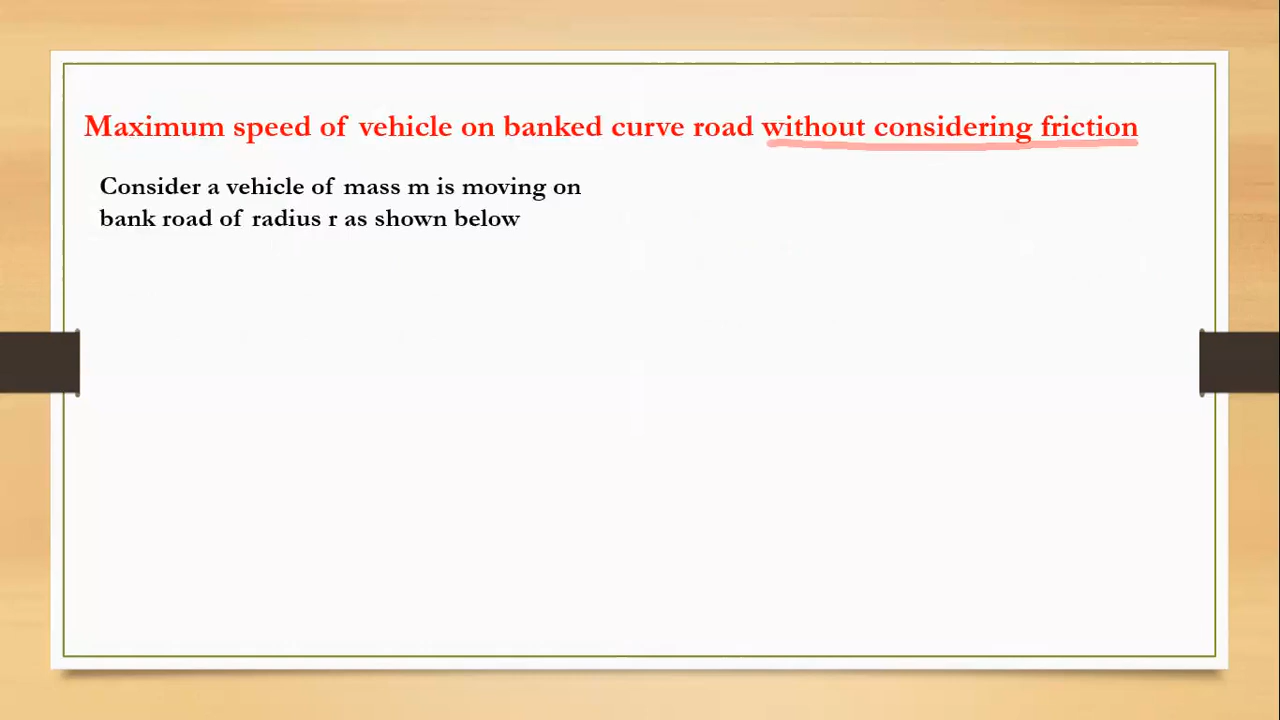 Maximum speed of vehicle on banked curve road without considering friction
Consider a vehicle of mass m is moving on
bank road of radius r as shown below